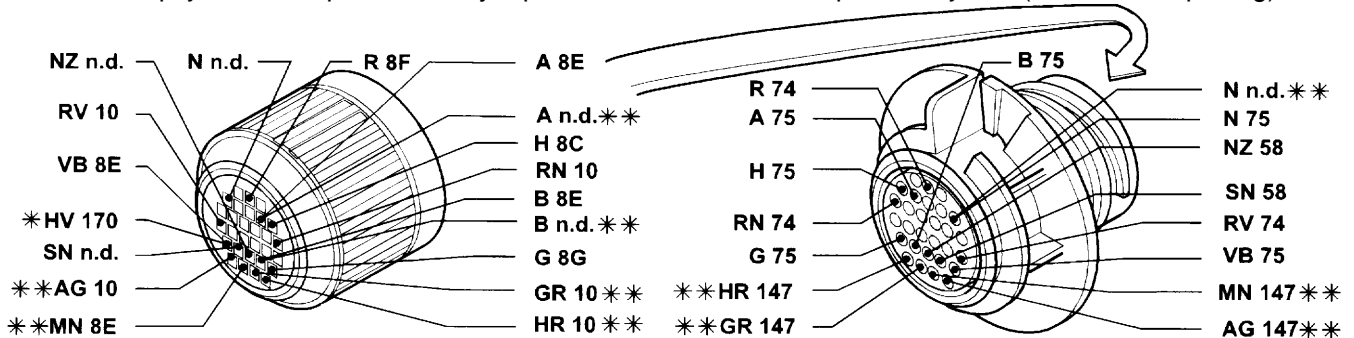 NZ n.d.
N n.d.
R 8F
A 8E
RV 10
A n.d.✳✳
H 8C
VB 8E
RN 10
B 8E
✳HV 170
B n.d.✳✳
SN n.d.
G 8G
✳✳AG 10
GR 10✳✳
✳✳MN 8E
HR 10✳✳
B 75
R 74
N n.d.✳✳
A 75
N 75
NZ 58
H 75
SN 58
RN 74
RV 74
G 75
VB 75
✳✳HR 147
MN 147✳✳
✳✳GR 147
AG 147✳✳